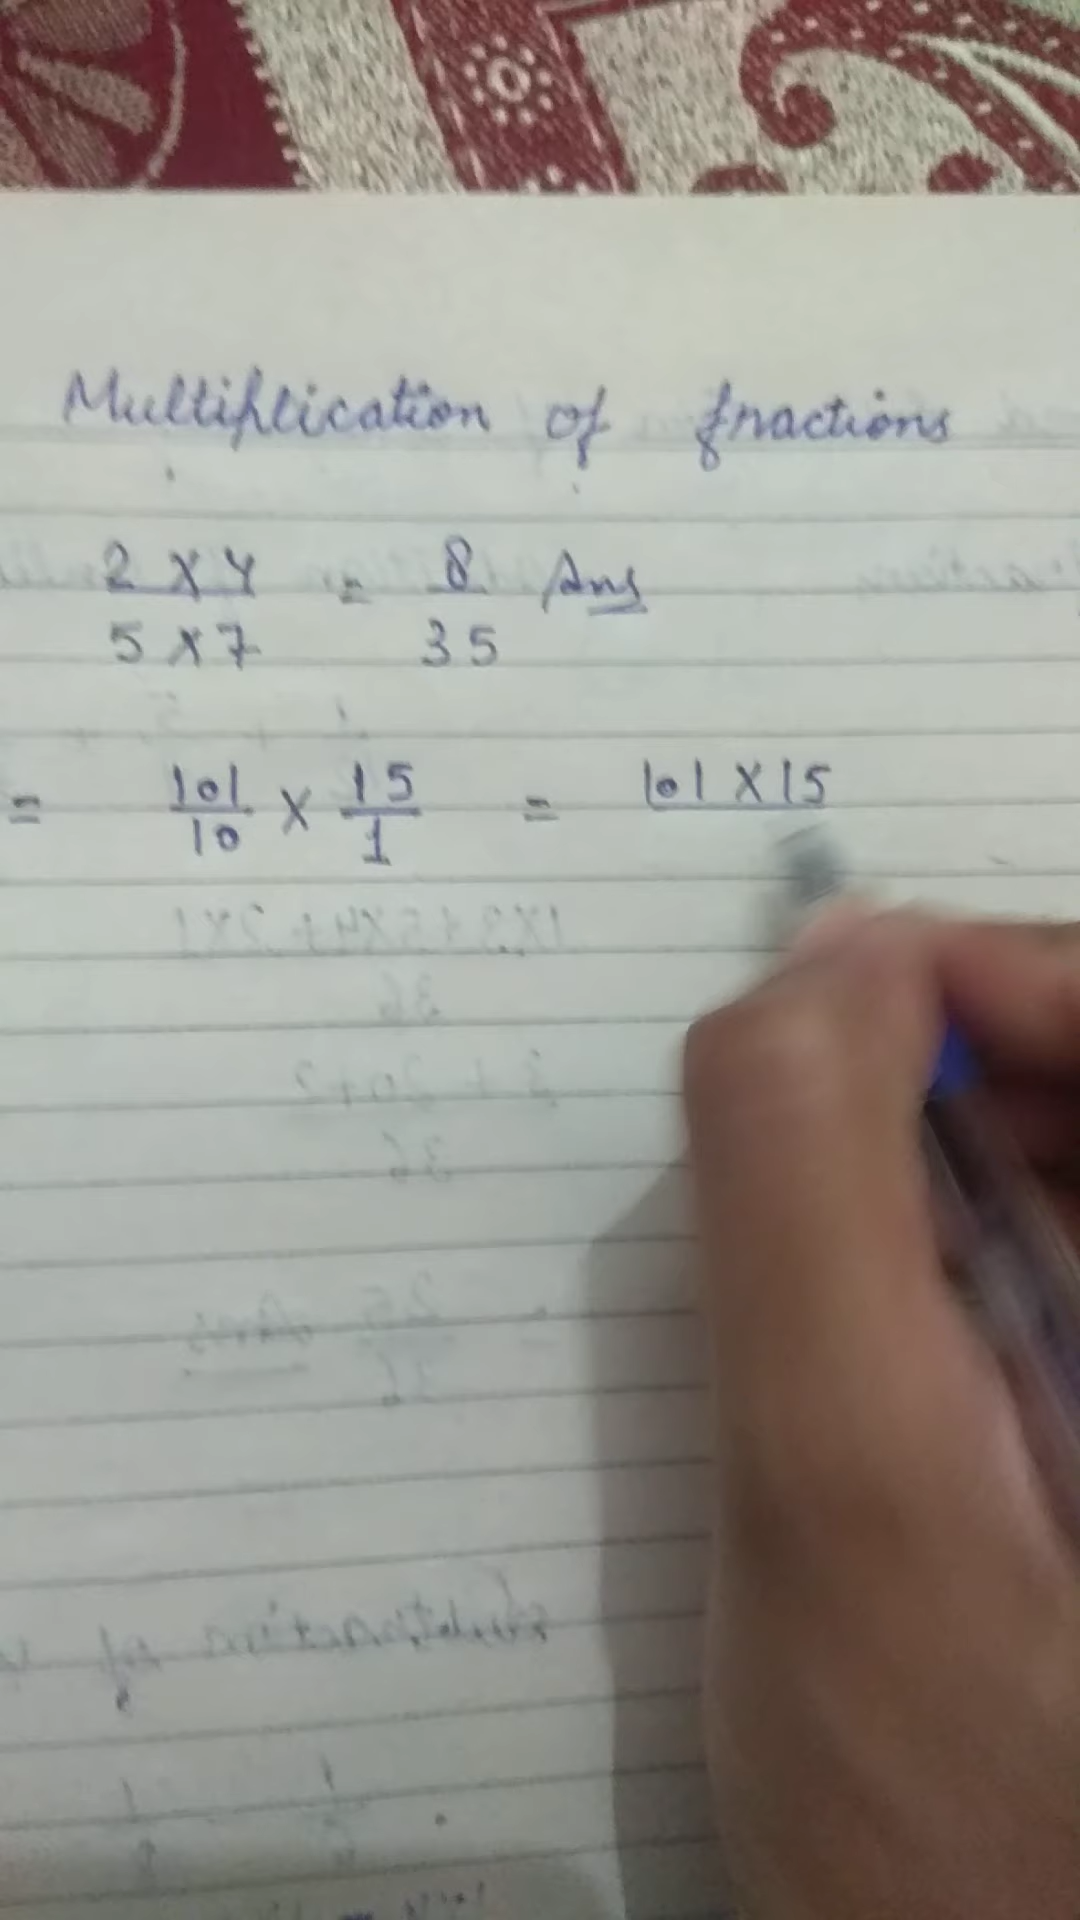 Multiplication of fractions
2 X 4 = 8 Ans
5 X 7 35
= 101 X 15 = 101 X 15
10 1